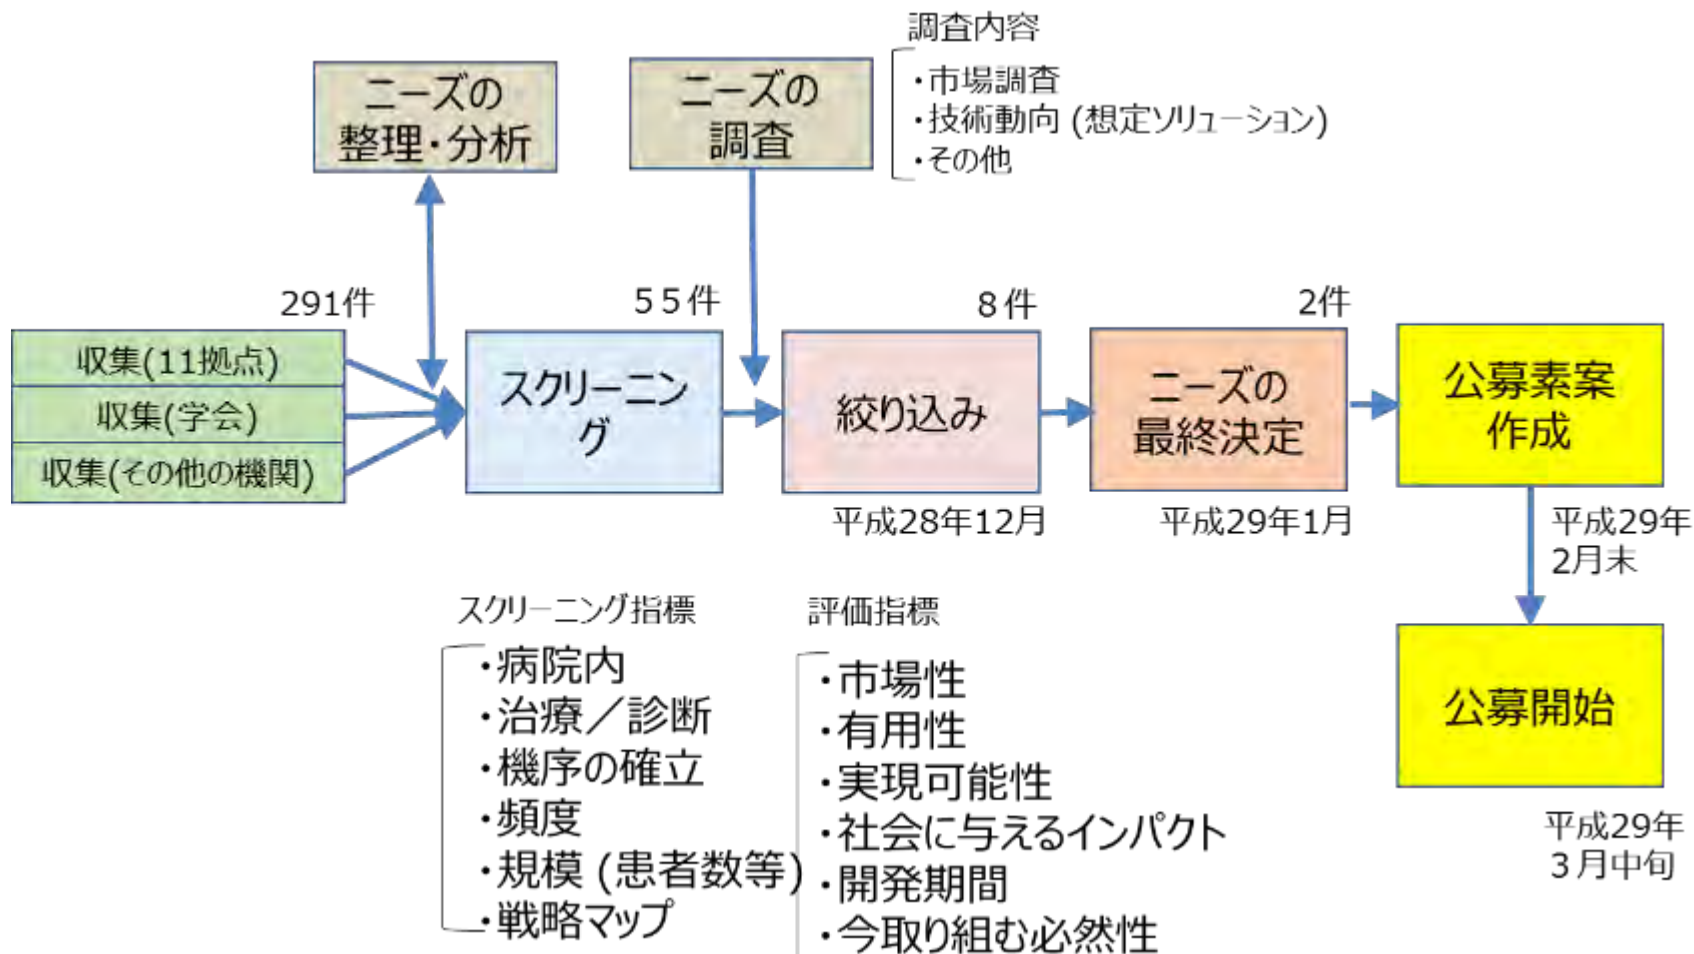 調査内容
・市場調査
・技術動向 (想定ソリューション)
・その他
ニーズの
整理・分析
ニーズの
調査
291件
55件
8件
2件
収集(11拠点)
収集(学会)
収集(その他の機関)
スクリーニン
グ
絞り込み
ニーズの
最終決定
公募素案
作成
平成28年12月
平成29年1月
平成29年
2月末
公募開始
平成29年
3月中旬
スクリーニング指標
・病院内
・治療／診断
・機序の確立
・頻度
・規模 (患者数等)
・戦略マップ
評価指標
・市場性
・有用性
・実現可能性
・社会に与えるインパクト
・開発期間
・今取り組む必然性